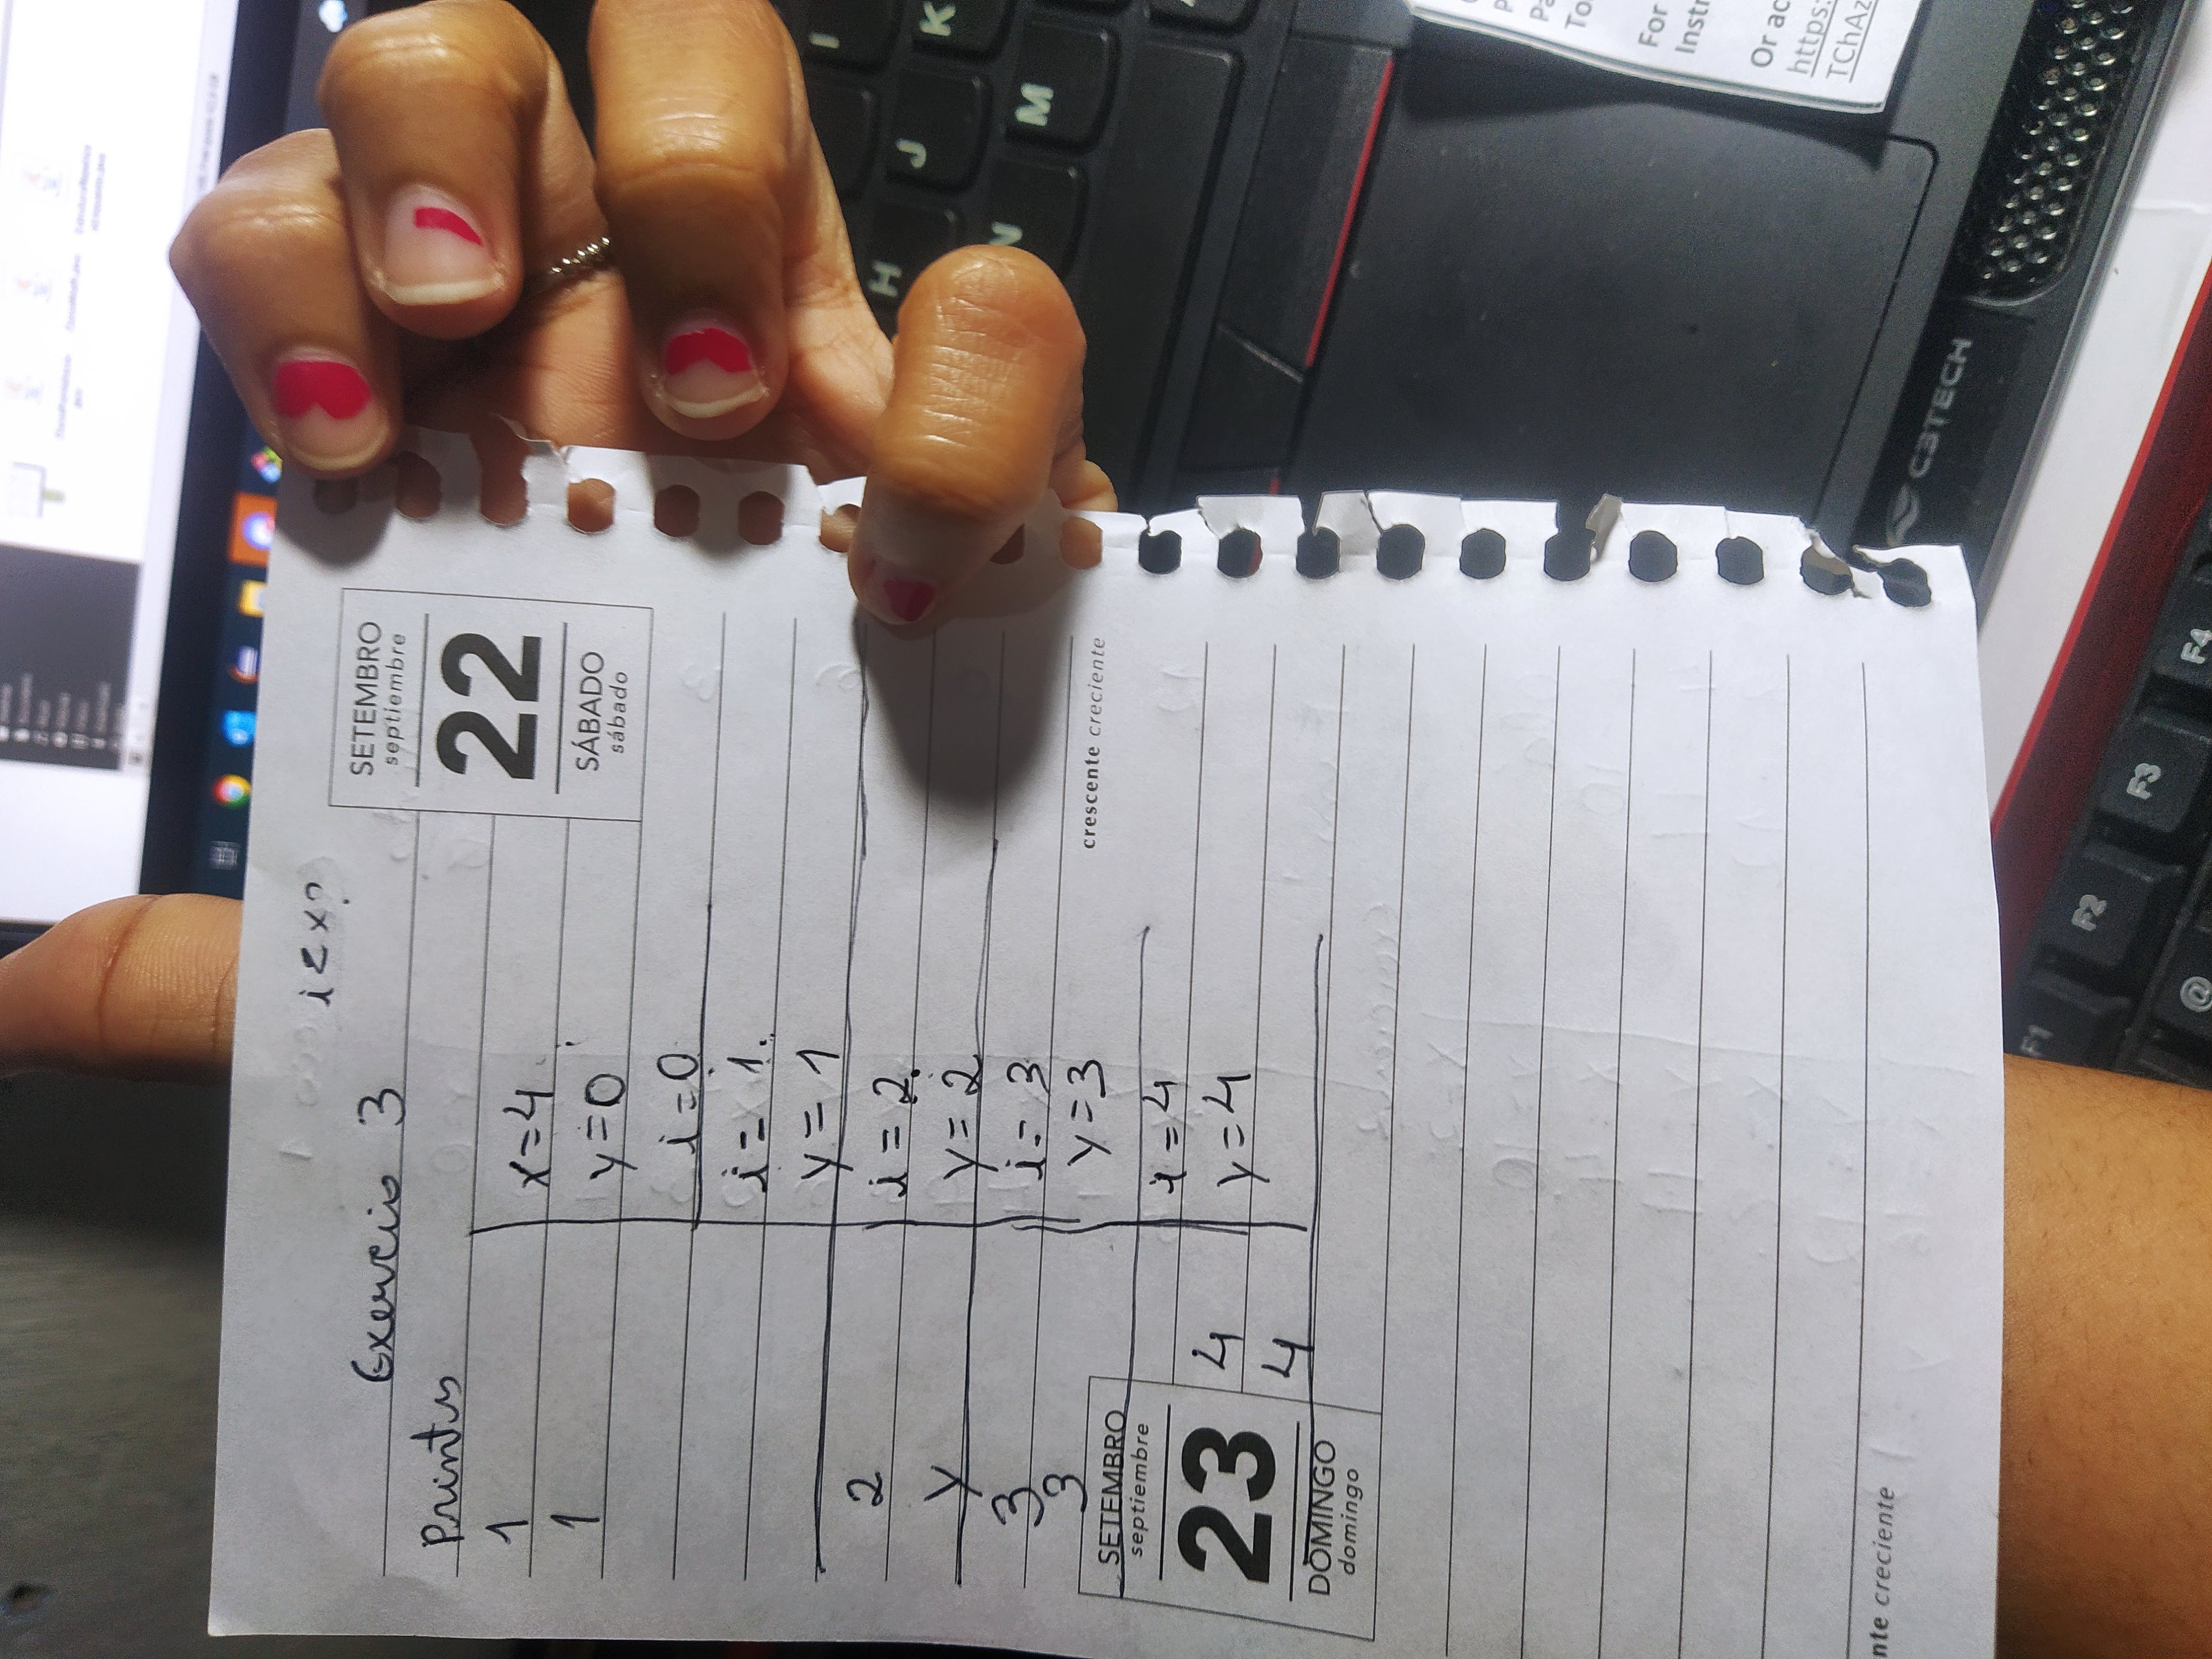 i < x?
Exercício 3
SETEMBRO
septiembre
22
SÁBADO
sábado
Prints
1
x=4
1
y=0
i=0
i= 1.
y=1
2
i=2
y
y=2
3
i=3
3
y=3
crescente creciente
SETEMBRO
septiembre
23
DOMINGO
domingo
i=4
4
y=4
4
nte creciente
I
H
J
K
N
M
For
Instr
Or ac
https:
TChAz
C3TECH
F1
F2
F3
F4
@